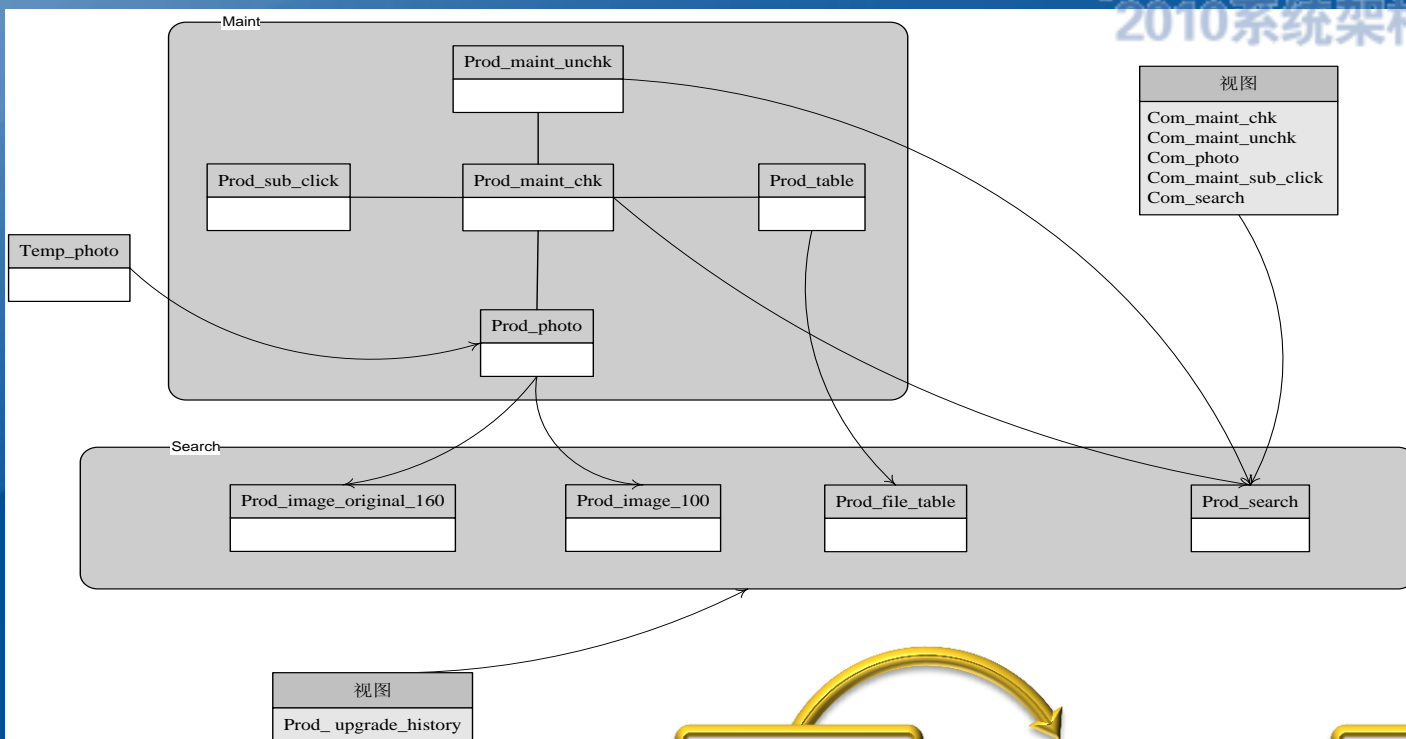 2010系统架构
Maint
Prod_maint_unchk
视图
Com_maint_chk
Com_maint_unchk
Com_photo
Com_maint_sub_click
Com_search
Prod_sub_click
Prod_maint_chk
Prod_table
Temp_photo
Prod_photo
Search
Prod_image_original_160
Prod_image_100
Prod_file_table
Prod_search
视图
Prod_ upgrade_history